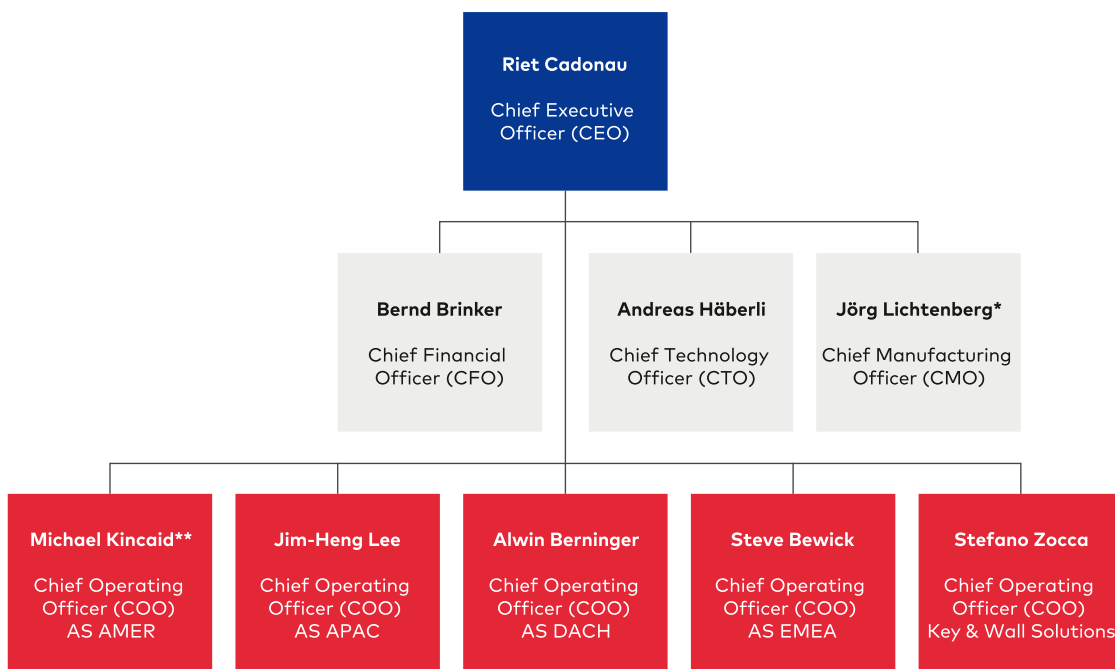 Riet Cadonau
Chief Executive
Officer (CEO)
Bernd Brinker
Chief Financial
Officer (CFO)
Andreas Häberli
Chief Technology
Officer (CTO)
Jörg Lichtenberg*
Chief Manufacturing
Officer (CMO)
Michael Kincaid**
Chief Operating
Officer (COO)
AS AMER
Jim-Heng Lee
Chief Operating
Officer (COO)
AS APAC
Alwin Berninger
Chief Operating
Officer (COO)
AS DACH
Steve Bewick
Chief Operating
Officer (COO)
AS EMEA
Stefano Zocca
Chief Operating
Officer (COO)
Key & Wall Solutions